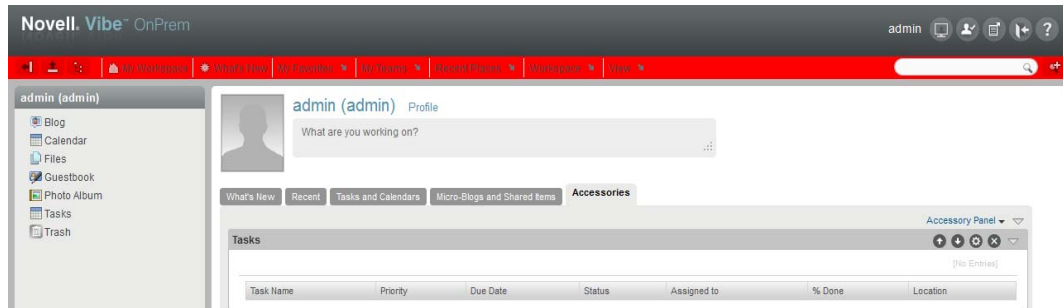 Novell. Vibe™ OnPrem
admin
My Workspace What's New My Favorites My Teams Recent Places Workspace View
admin (admin)
Blog
Calendar
Files
Guestbook
Photo Album
Tasks
Trash
admin (admin) Profile
What are you working on?
What's New Recent Tasks and Calendars Micro-Blogs and Shared Items Accessories
Accessory Panel
Tasks
[No Entries]
Task Name Priority Due Date Status Assigned to % Done Location